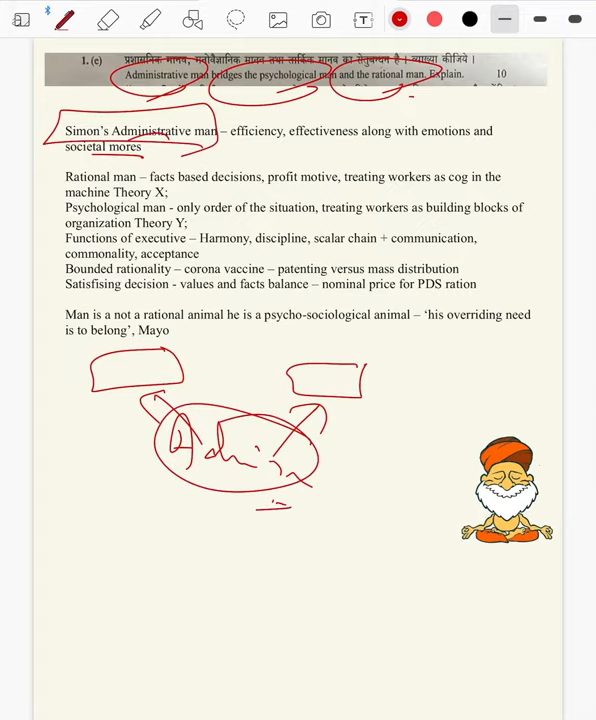 1. (e) प्रशासनिक मानव, मनोवैज्ञानिक मानव तथा तार्किक मानव का सेतुबन्धन है । व्याख्या कीजिये ।
Administrative man bridges the psychological man and the rational man. Explain. 10
Simon's Administrative man – efficiency, effectiveness along with emotions and
societal mores
Rational man – facts based decisions, profit motive, treating workers as cog in the
machine Theory X;
Psychological man - only order of the situation, treating workers as building blocks of
organization Theory Y;
Functions of executive – Harmony, discipline, scalar chain + communication,
commonality, acceptance
Bounded rationality – corona vaccine – patenting versus mass distribution
Satisfising decision - values and facts balance – nominal price for PDS ration
Man is a not a rational animal he is a psycho-sociological animal – 'his overriding need
is to belong', Mayo
Admin